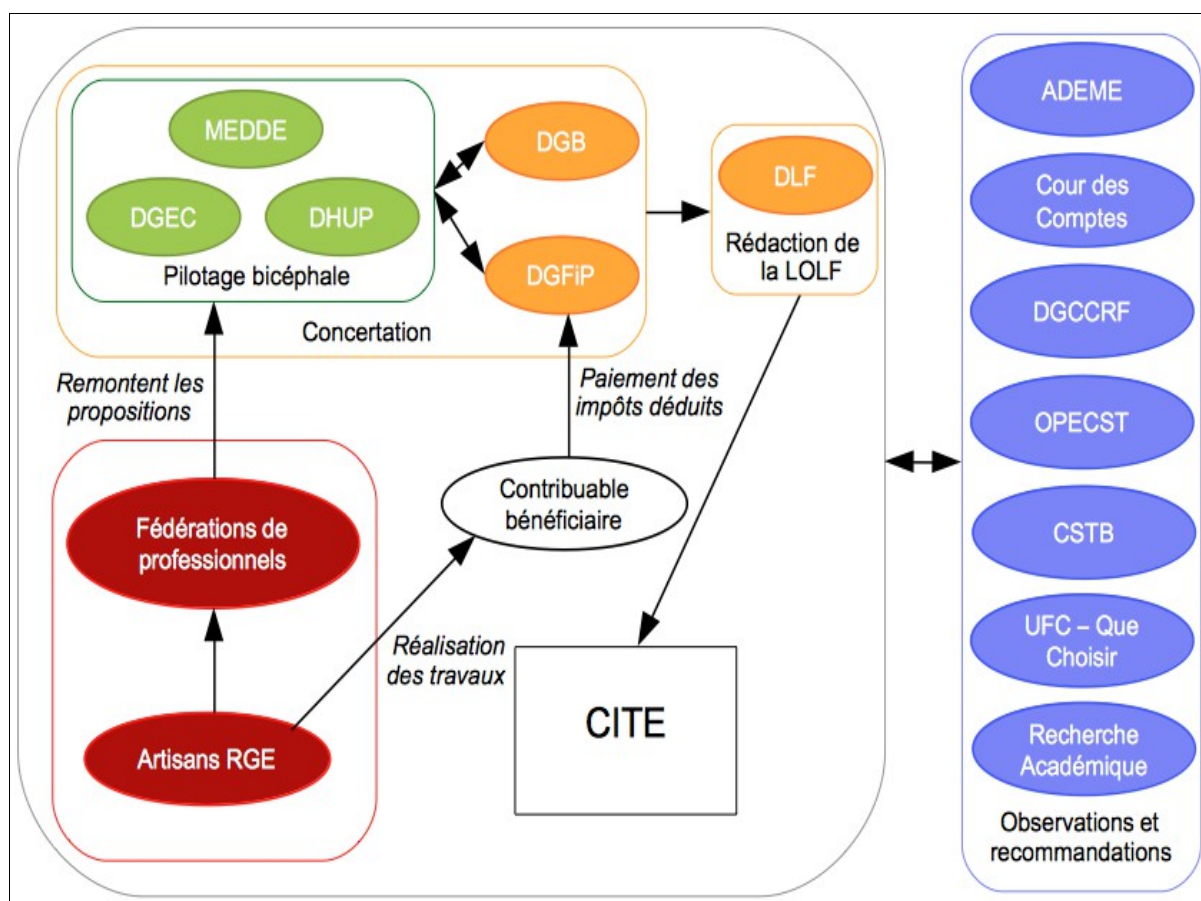 MEDDE
DGEC
DHUP
Pilotage bicéphale
DGB
DGFiP
Concertation
DLF
Rédaction de
la LOLF
Remontent les
propositions
Paiement des
impôts déduits
Fédérations de
professionnels
Contribuable
bénéficiaire
Réalisation
des travaux
Artisans RGE
CITE
ADEME
Cour des
Comptes
DGCCRF
OPECST
CSTB
UFC – Que
Choisir
Recherche
Académique
Observations et
recommandations